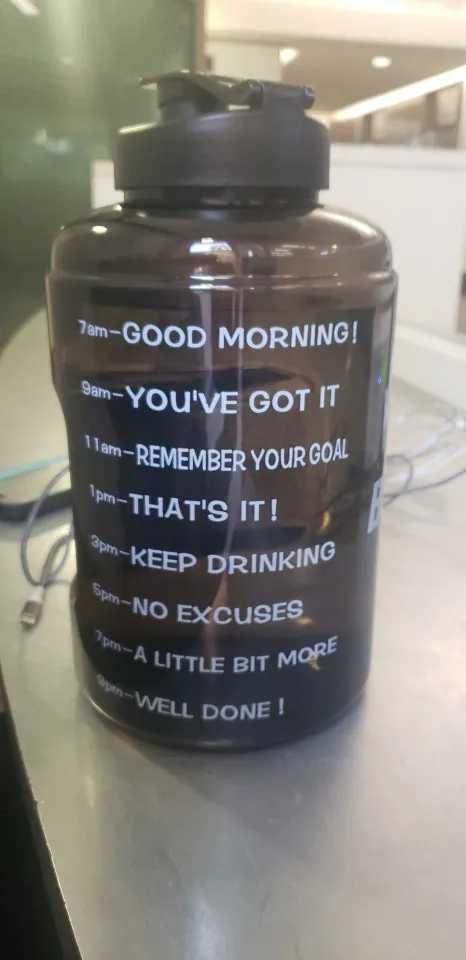 7am-GOOD MORNING!
9am-YOU'VE GOT IT
11am-REMEMBER YOUR GOAL
1pm-THAT'S IT!
3pm-KEEP DRINKING
5pm-NO EXCUSES
7pm-A LITTLE BIT MORE
9pm-WELL DONE !